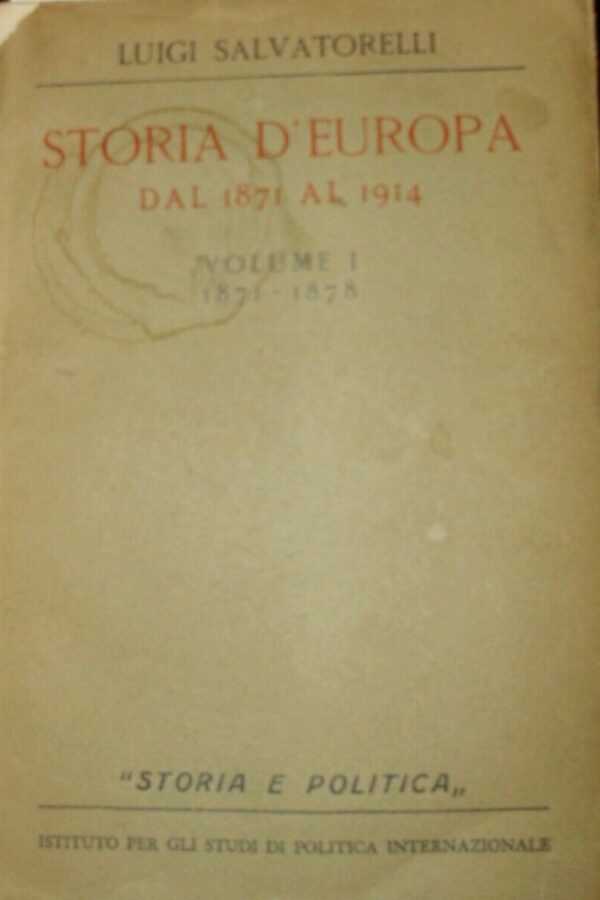 LUIGI SALVATORELLI
STORIA D'EUROPA
DAL 1871 AL 1914
VOLUME I
1871 - 1878
"STORIA E POLITICA„
ISTITUTO PER GLI STUDI DI POLITICA INTERNAZIONALE